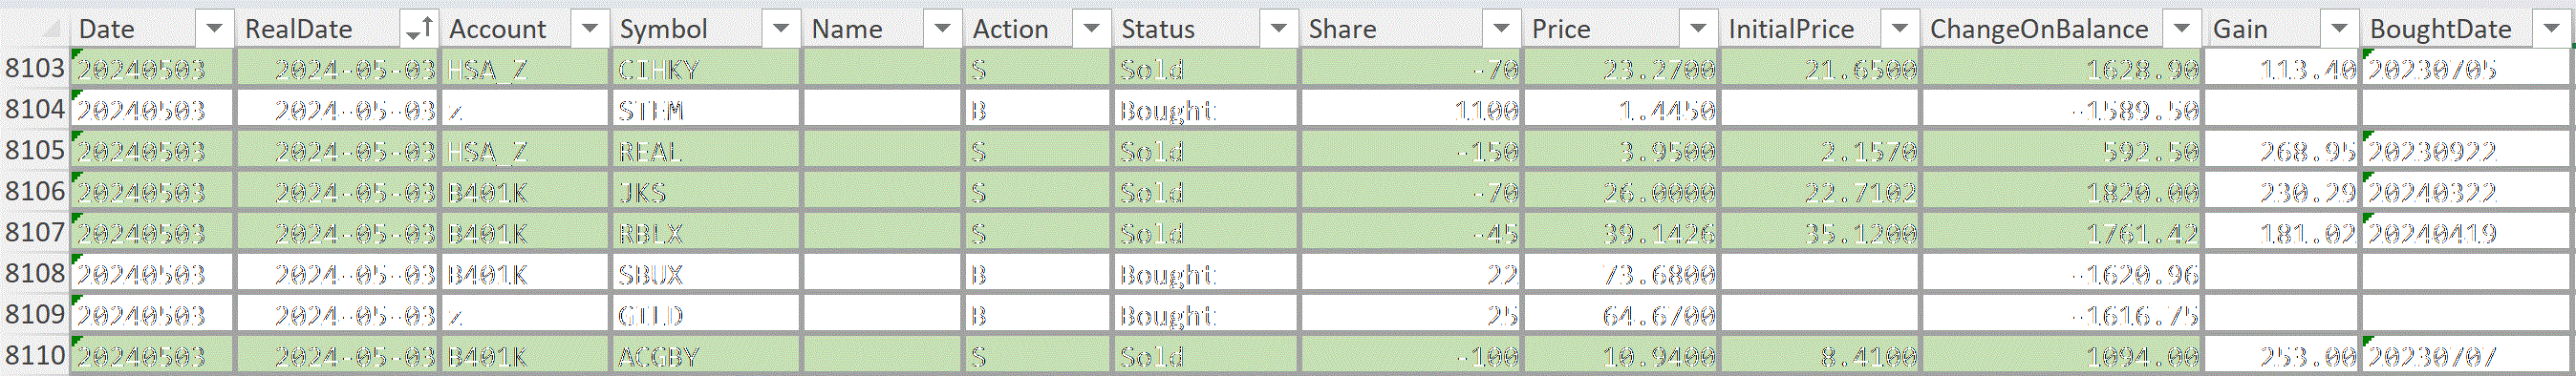 Date RealDate Account Symbol Name Action Status Share Price InitialPrice ChangeOnBalance Gain BoughtDate
8103 20240503 2024-05-03 HSA_Z CIHKY S Sold -70 23.2700 21.6500 1628.90 113.40 20230705
8104 20240503 2024-05-03 z STEM B Bought 1100 1.4450 -1589.50
8105 20240503 2024-05-03 HSA_Z REAL S Sold -150 3.9500 2.1570 592.50 268.95 20230922
8106 20240503 2024-05-03 B401K JKS S Sold -70 26.0000 22.7102 1820.00 230.29 20240322
8107 20240503 2024-05-03 B401K RBLX S Sold -45 39.1426 35.1200 1761.42 181.02 20240419
8108 20240503 2024-05-03 B401K SBUX B Bought 22 73.6800 -1620.96
8109 20240503 2024-05-03 z GILD B Bought 25 64.6700 -1616.75
8110 20240503 2024-05-03 B401K ACGBY S Sold -100 10.9400 8.4100 1094.00 253.00 20230707